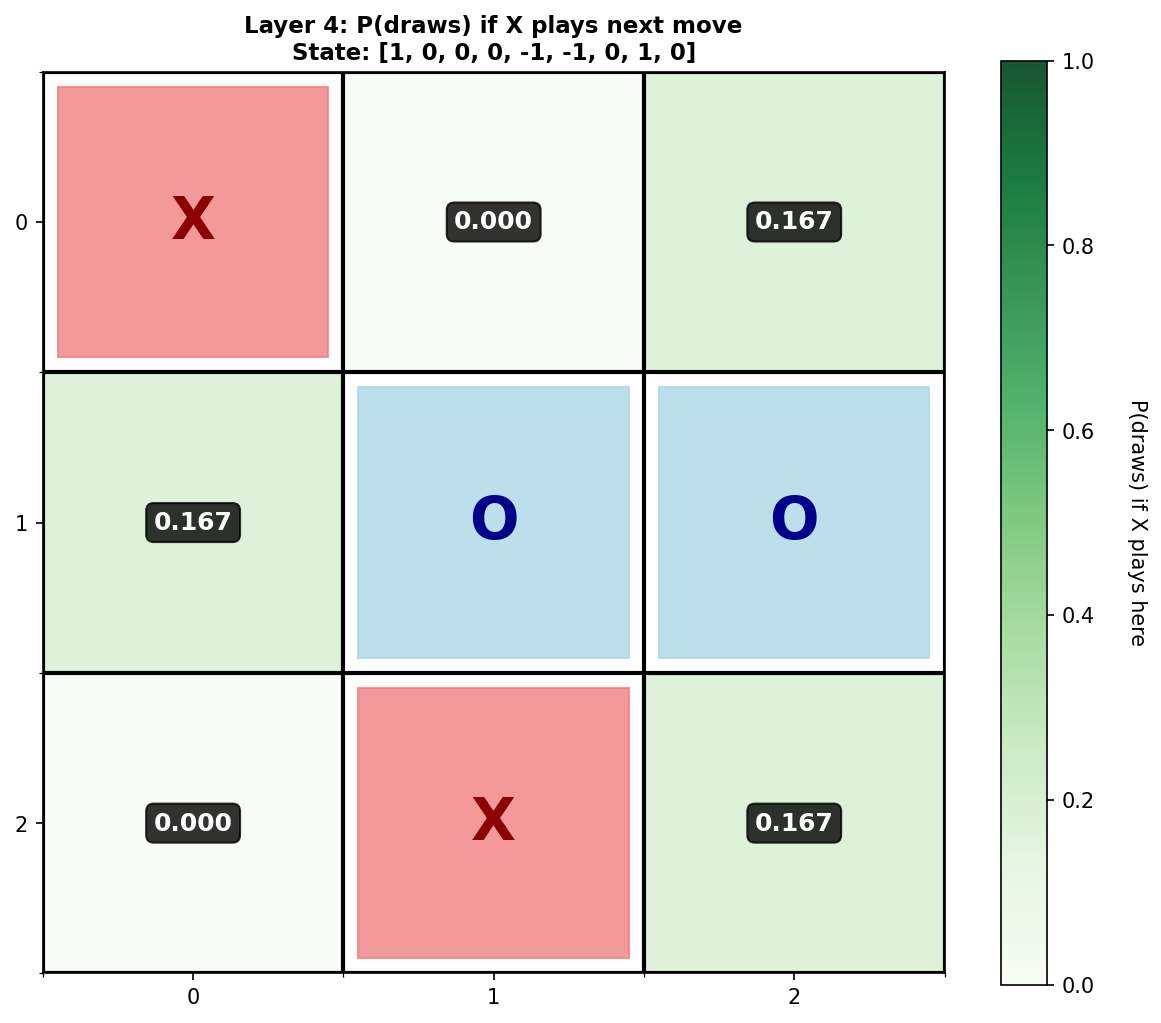 Layer 4: P(draws) if X plays next move
State: [1, 0, 0, 0, -1, -1, 0, 1, 0]
0
X
0.000
0.167
1
0.167
O
O
2
0.000
X
0.167
0
1
2
1.0
0.8
0.6
0.4
0.2
0.0
P(draws) if X plays here